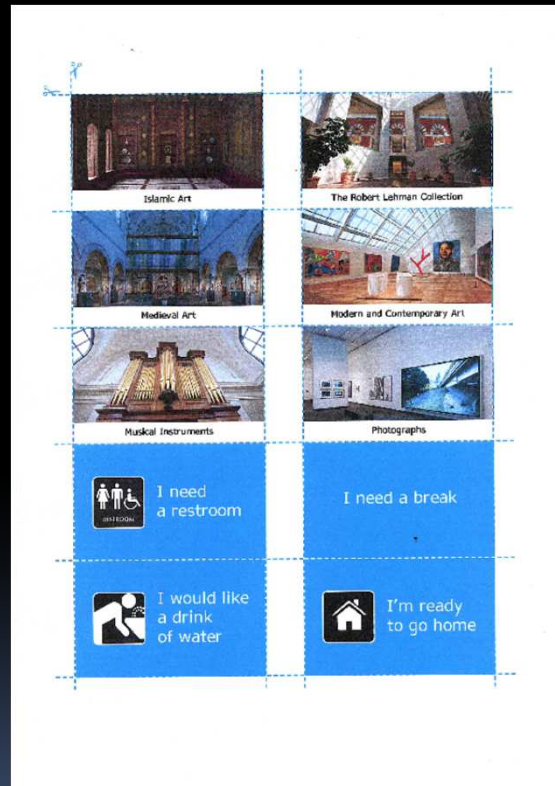 Islamic Art
The Robert Lehman Collection
Medieval Art
Modern and Contemporary Art
Musical Instruments
Photographs
RESTROOM
I need
a restroom
I need a break
I would like
a drink
of water
I'm ready
to go home